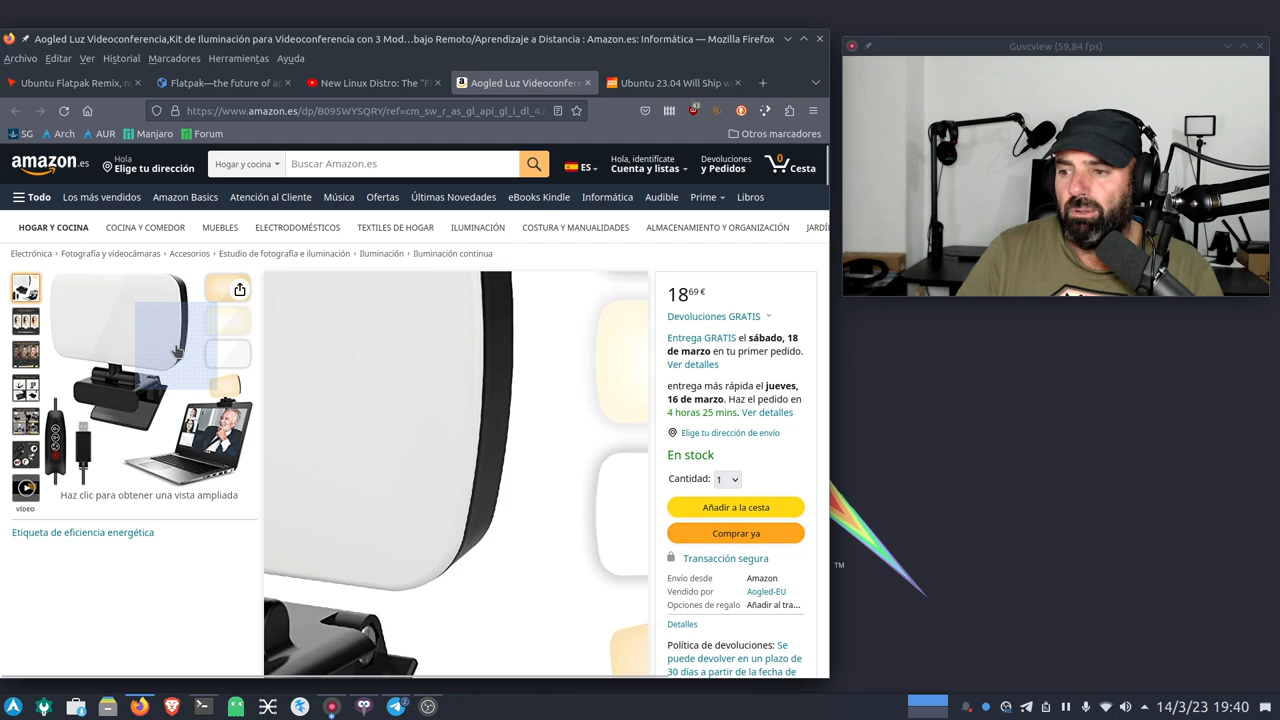 Aogled Luz Videoconferencia,Kit de Iluminación para Videoconferencia con 3 Mod…bajo Remoto/Aprendizaje a Distancia : Amazon.es: Informática — Mozilla Firefox
Archivo Editar Ver Historial Marcadores Herramientas Ayuda
Ubuntu Flatpak Remix, n
Flatpak—the future of ap
New Linux Distro: The "Fl
Aogled Luz Videoconfere
Ubuntu 23.04 Will Ship w
https://www.amazon.es/dp/B095WYSQRY/ref=cm_sw_r_as_gl_api_gl_i_dl_4
43
SG Arch AUR Manjaro Forum Otros marcadores
amazon.es
Hola
Elige tu dirección
Hogar y cocina
Buscar Amazon.es
ES
Hola, identifícate
Cuenta y listas
Devoluciones
y Pedidos
0
Cesta
Todo Los más vendidos Amazon Basics Atención al Cliente Música Ofertas Últimas Novedades eBooks Kindle Informática Audible Prime Libros
HOGAR Y COCINA COCINA Y COMEDOR MUEBLES ELECTRODOMÉSTICOS TEXTILES DE HOGAR ILUMINACIÓN COSTURA Y MANUALIDADES ALMACENAMIENTO Y ORGANIZACIÓN JARDÍ
Electrónica › Fotografía y videocámaras › Accesorios › Estudio de fotografía e iluminación › Iluminación › Iluminación continua
VÍDEO
Haz clic para obtener una vista ampliada
Etiqueta de eficiencia energética
18 69 €
Devoluciones GRATIS
Entrega GRATIS el sábado, 18
de marzo en tu primer pedido.
Ver detalles
entrega más rápida el jueves,
16 de marzo. Haz el pedido en
4 horas 25 mins. Ver detalles
Elige tu dirección de envío
En stock
Cantidad: 1
Añadir a la cesta
Comprar ya
Transacción segura
Envío desde Amazon
Vendido por Aogled-EU
Opciones de regalo Añadir al tra...
Detalles
Política de devoluciones: Se
puede devolver en un plazo de
30 días a partir de la fecha de
Guvcview (59,84 fps)
TM
2
14/3/23 19:40